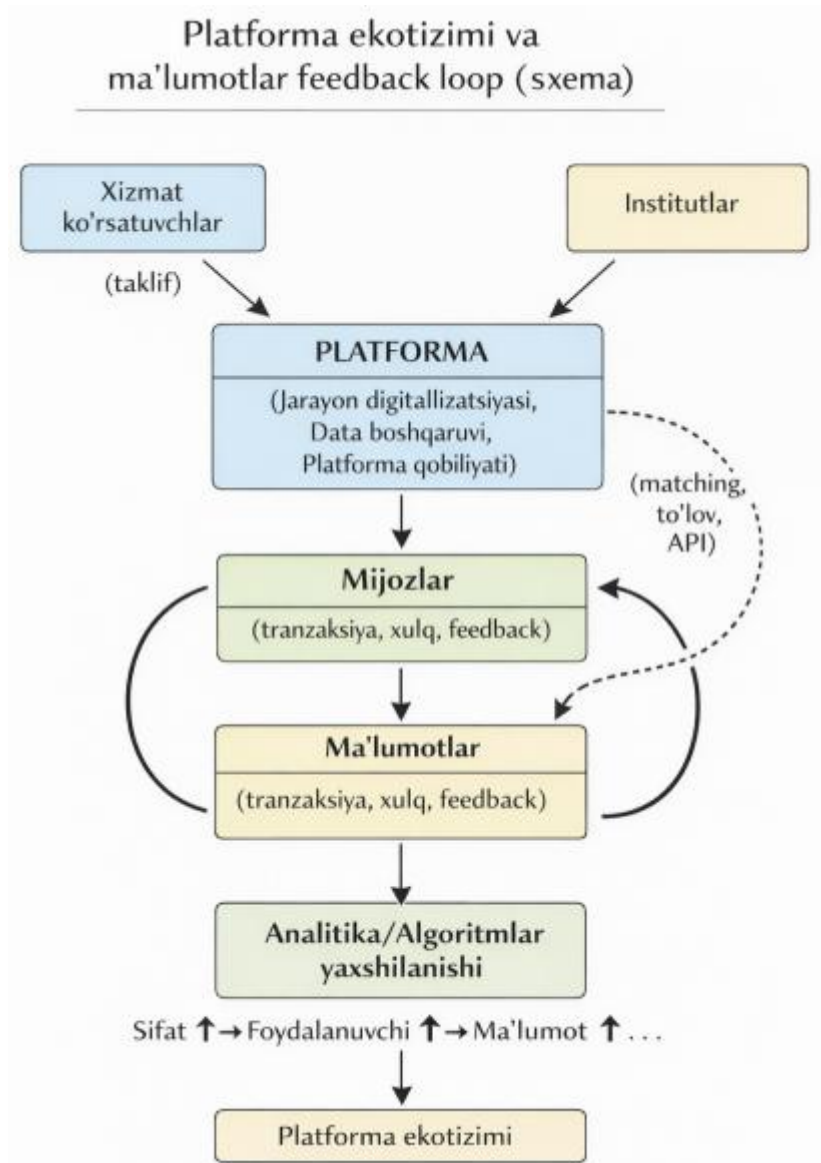 Platforma ekotizimi va
ma'lumotlar feedback loop (sxema)
Xizmat
ko'rsatuvchlar
Institutlar
(taklif)
PLATFORMA
(Jarayon digitallizatsiyasi,
Data boshqaruvi,
Platforma qobiliyati)
(matching,
to'lov,
API)
Mijozlar
(tranzaksiya, xulq, feedback)
Ma'lumotlar
(tranzaksiya, xulq, feedback)
Analitika/Algoritmlar
yaxshilanishi
Sifat ↑→ Foydalanuvchi ↑→ Ma'lumot ↑ ...
Platforma ekotizimi